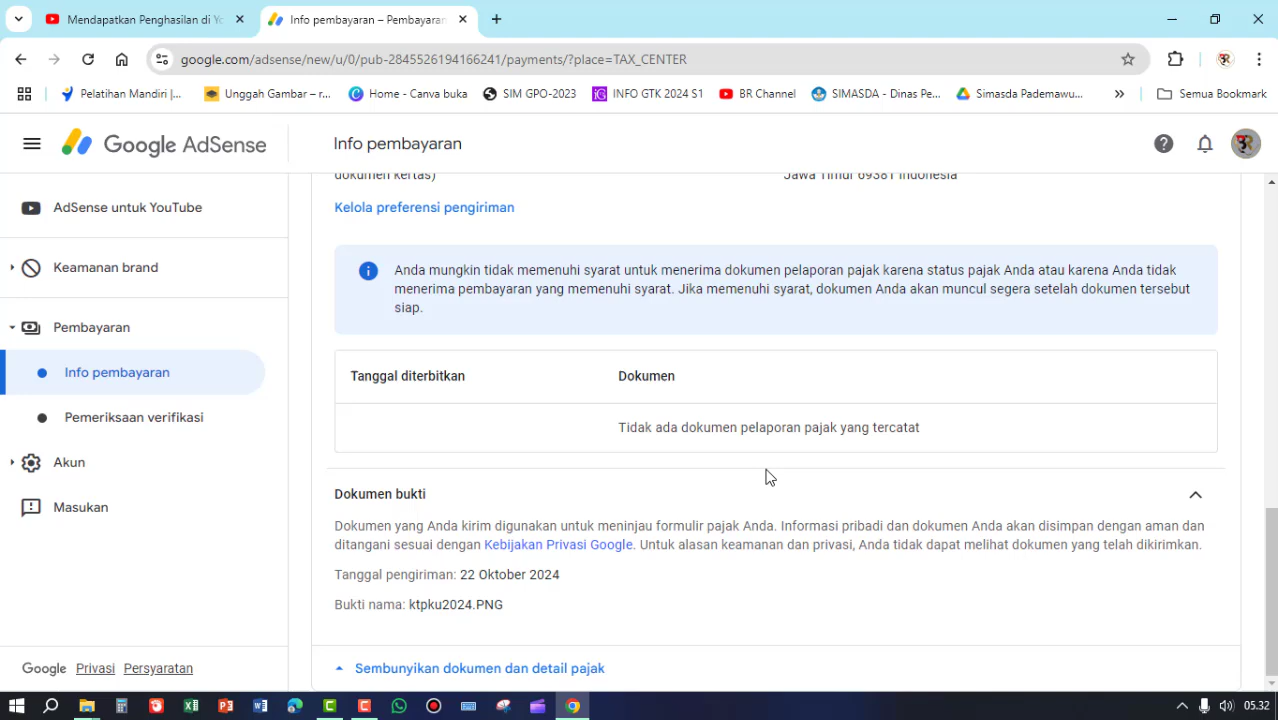 Mendapatkan Penghasilan di Yo
Info pembayaran – Pembayaran
google.com/adsense/new/u/0/pub-2845526194166241/payments/?place=TAX_CENTER
Pelatihan Mandiri |...
Unggah Gambar – r...
Home - Canva buka
SIM GPO-2023
INFO GTK 2024 S1
BR Channel
SIMASDA - Dinas Pe...
Simasda Pademawu...
Semua Bookmark
Google AdSense
Info pembayaran
AdSense untuk YouTube
Keamanan brand
Pembayaran
Info pembayaran
Pemeriksaan verifikasi
Akun
Masukan
Google Privasi Persyaratan
dokumen kertas)
Jawa Timur 69381 Indonesia
Kelola preferensi pengiriman
Anda mungkin tidak memenuhi syarat untuk menerima dokumen pelaporan pajak karena status pajak Anda atau karena Anda tidak
menerima pembayaran yang memenuhi syarat. Jika memenuhi syarat, dokumen Anda akan muncul segera setelah dokumen tersebut
siap.
Tanggal diterbitkan Dokumen
Tidak ada dokumen pelaporan pajak yang tercatat
Dokumen bukti
Dokumen yang Anda kirim digunakan untuk meninjau formulir pajak Anda. Informasi pribadi dan dokumen Anda akan disimpan dengan aman dan
ditangani sesuai dengan Kebijakan Privasi Google. Untuk alasan keamanan dan privasi, Anda tidak dapat melihat dokumen yang telah dikirimkan.
Tanggal pengiriman: 22 Oktober 2024
Bukti nama: ktpku2024.PNG
Sembunyikan dokumen dan detail pajak
05.32